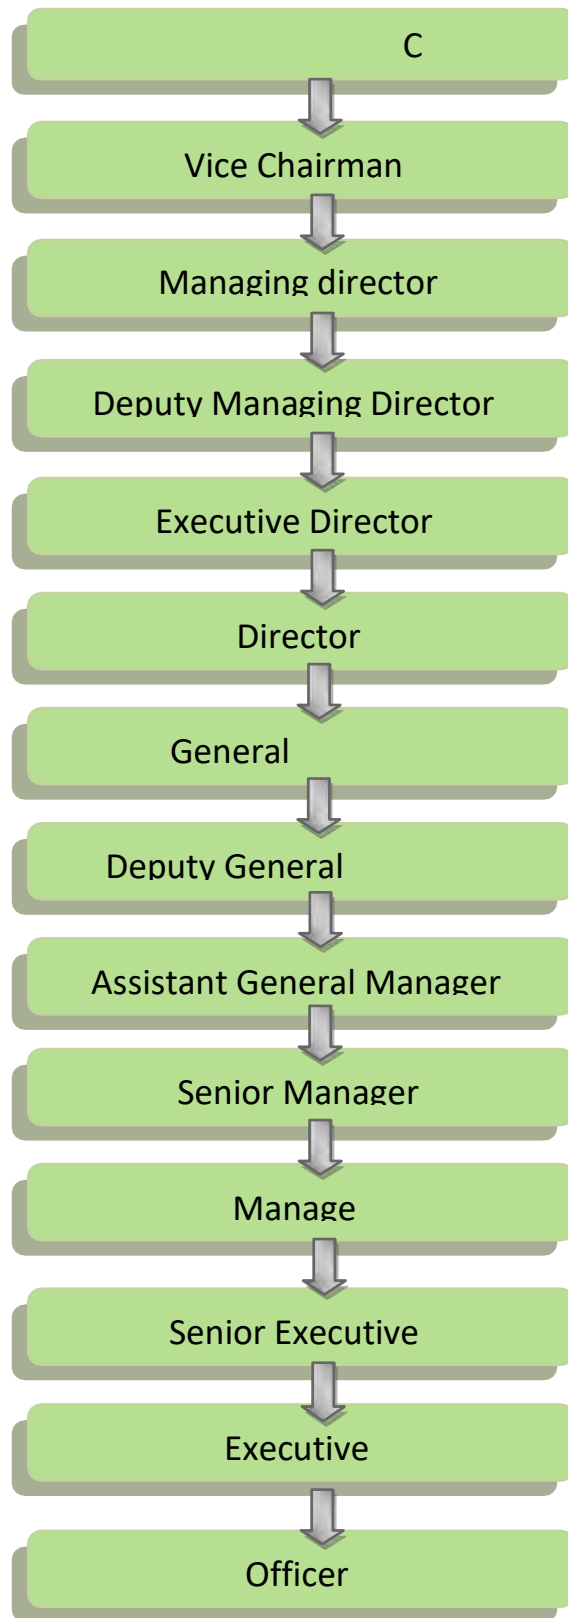 C
Vice Chairman
Managing director
Deputy Managing Director
Executive Director
Director
General
Deputy General
Assistant General Manager
Senior Manager
Manage
Senior Executive
Executive
Officer